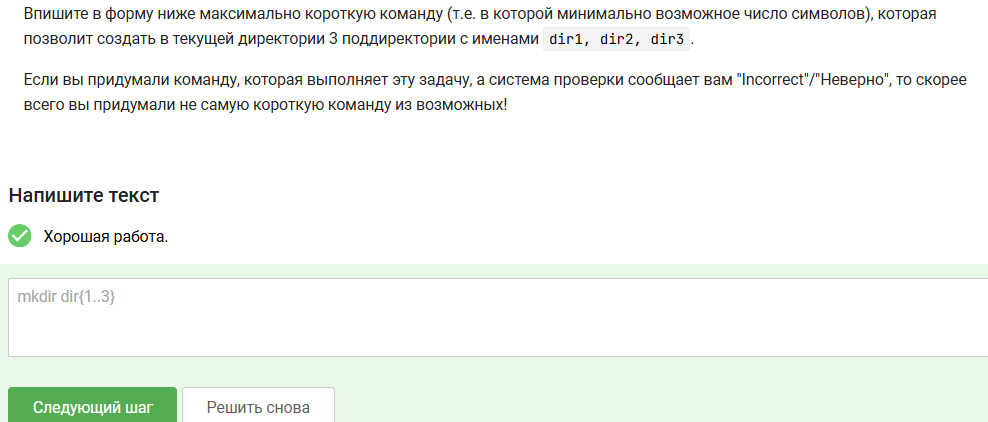 Впишите в форму ниже максимально короткую команду (т.е. в которой минимально возможное число символов), которая
позволит создать в текущей директории 3 поддиректории с именами dir1, dir2, dir3 .
Если вы придумали команду, которая выполняет эту задачу, а система проверки сообщает вам "Incorrect"/"Неверно", то скорее
всего вы придумали не самую короткую команду из возможных!
Напишите текст
Хорошая работа.
mkdir dir{1..3}
Следующий шаг Решить снова